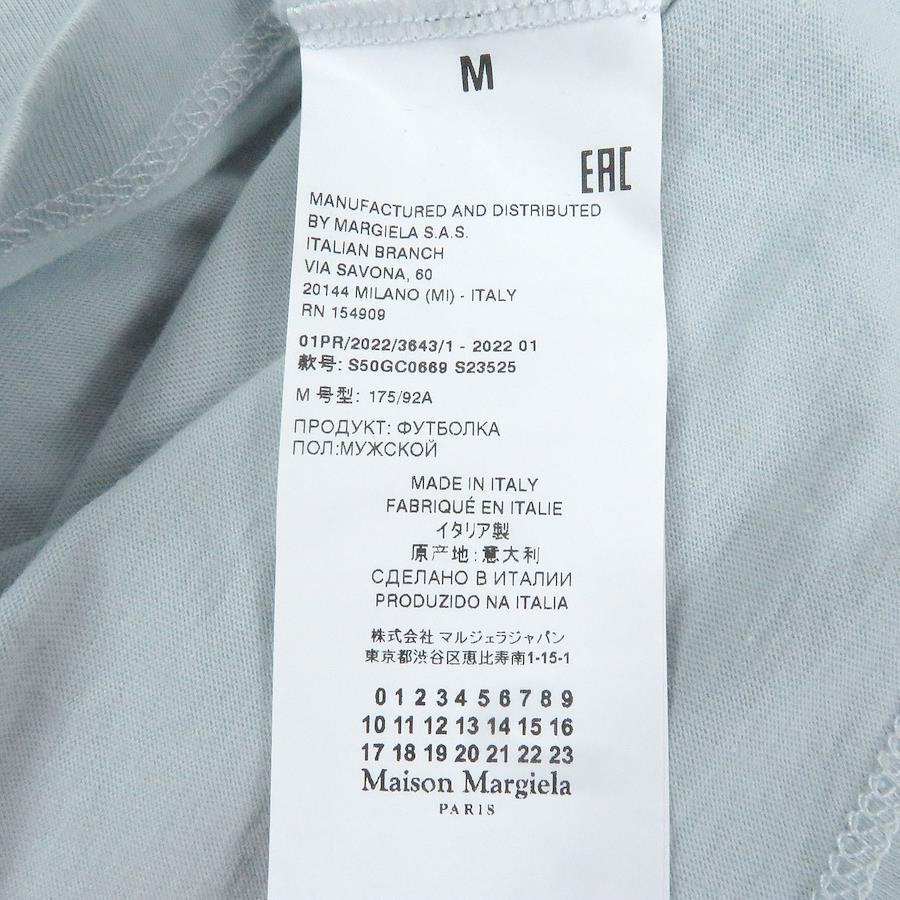 M
EAC
MANUFACTURED AND DISTRIBUTED
BY MARGIELA S.A.S.
ITALIAN BRANCH
VIA SAVONA, 60
20144 MILANO (MI) - ITALY
RN 154909
01PR/2022/3643/1 - 2022 01
款号: S50GC0669 S23525
M 号型: 175/92A
ПРОДУКТ: ФУТБОЛКА
ПОЛ:МУЖСКОЙ
MADE IN ITALY
FABRIQUÉ EN ITALIE
イタリア製
原产地: 意大利
СДЕЛАНО В ИТАЛИИ
PRODUZIDO NA ITALIA
株式会社 マルジェラジャパン
東京都渋谷区恵比寿南1-15-1
0 1 2 3 4 5 6 7 8 9
10 11 12 13 14 15 16
17 18 19 20 21 22 23
Maison Margiela
PARIS